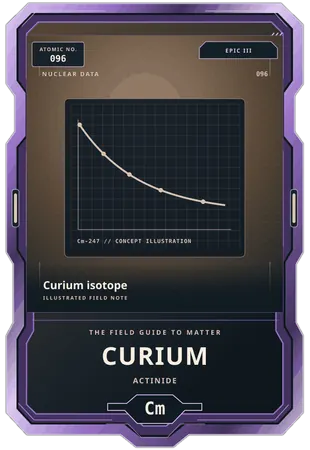 ATOMIC NO.
096
EPIC III
NUCLEAR DATA
096
Cm-247 // CONCEPT ILLUSTRATION
Curium isotope
ILLUSTRATED FIELD NOTE
THE FIELD GUIDE TO MATTER
CURIUM
ACTINIDE
Cm